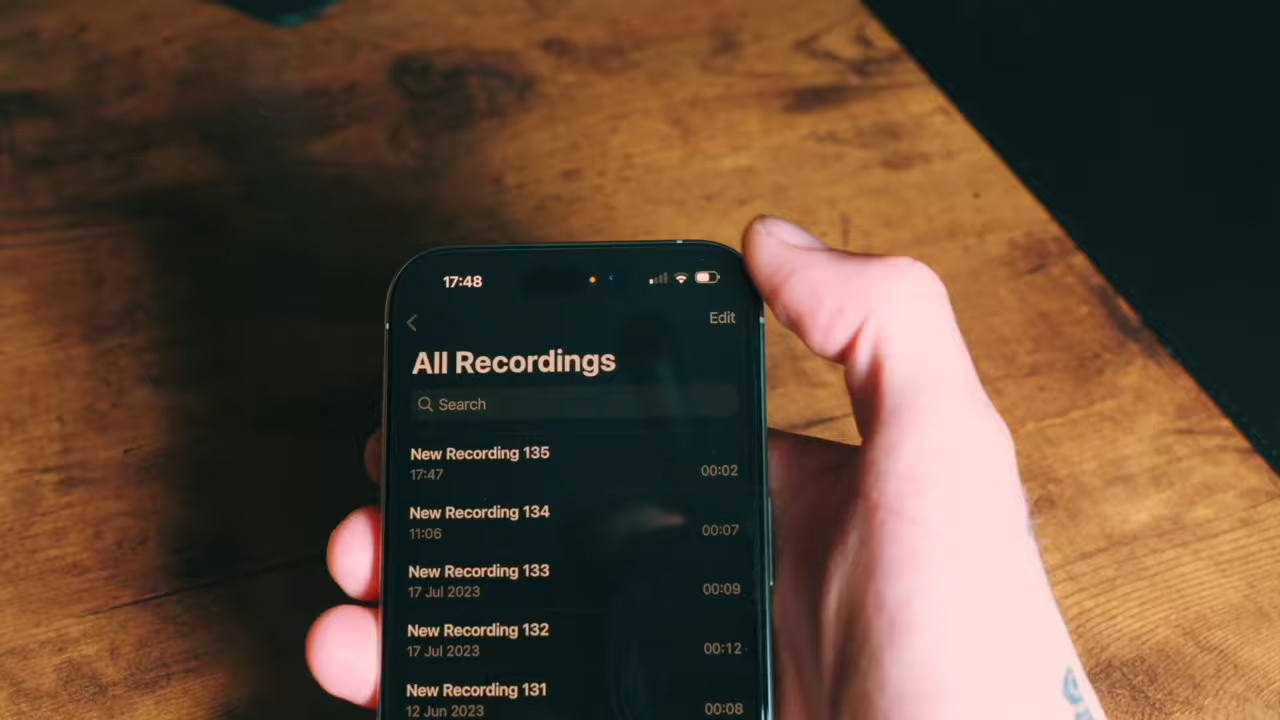 17:48
Edit
All Recordings
Search
New Recording 135
17:47
00:02
New Recording 134
11:06
00:07
New Recording 133
17 Jul 2023
00:09
New Recording 132
17 Jul 2023
00:12
New Recording 131
12 Jun 2023
00:08